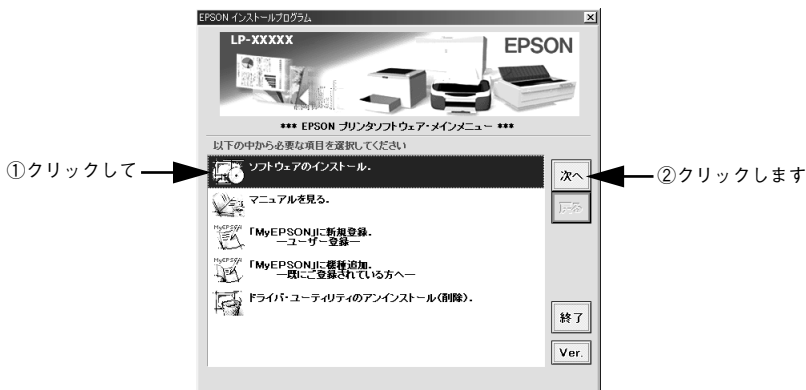 EPSON インストールプログラム
LP-XXXXX
EPSON
*** EPSON プリンタソフトウェア・メインメニュー ***
以下の中から必要な項目を選択してください
①クリックして
ソフトウェアのインストール.
次へ
②クリックします
戻る
マニュアルを見る.
MyEPSON
「MyEPSON」に新規登録.
―ユーザー登録―
MyEPSON
「MyEPSON」に機種追加.
―既にご登録されている方へ―
ドライバ・ユーティリティのアンインストール(削除).
終了
Ver.